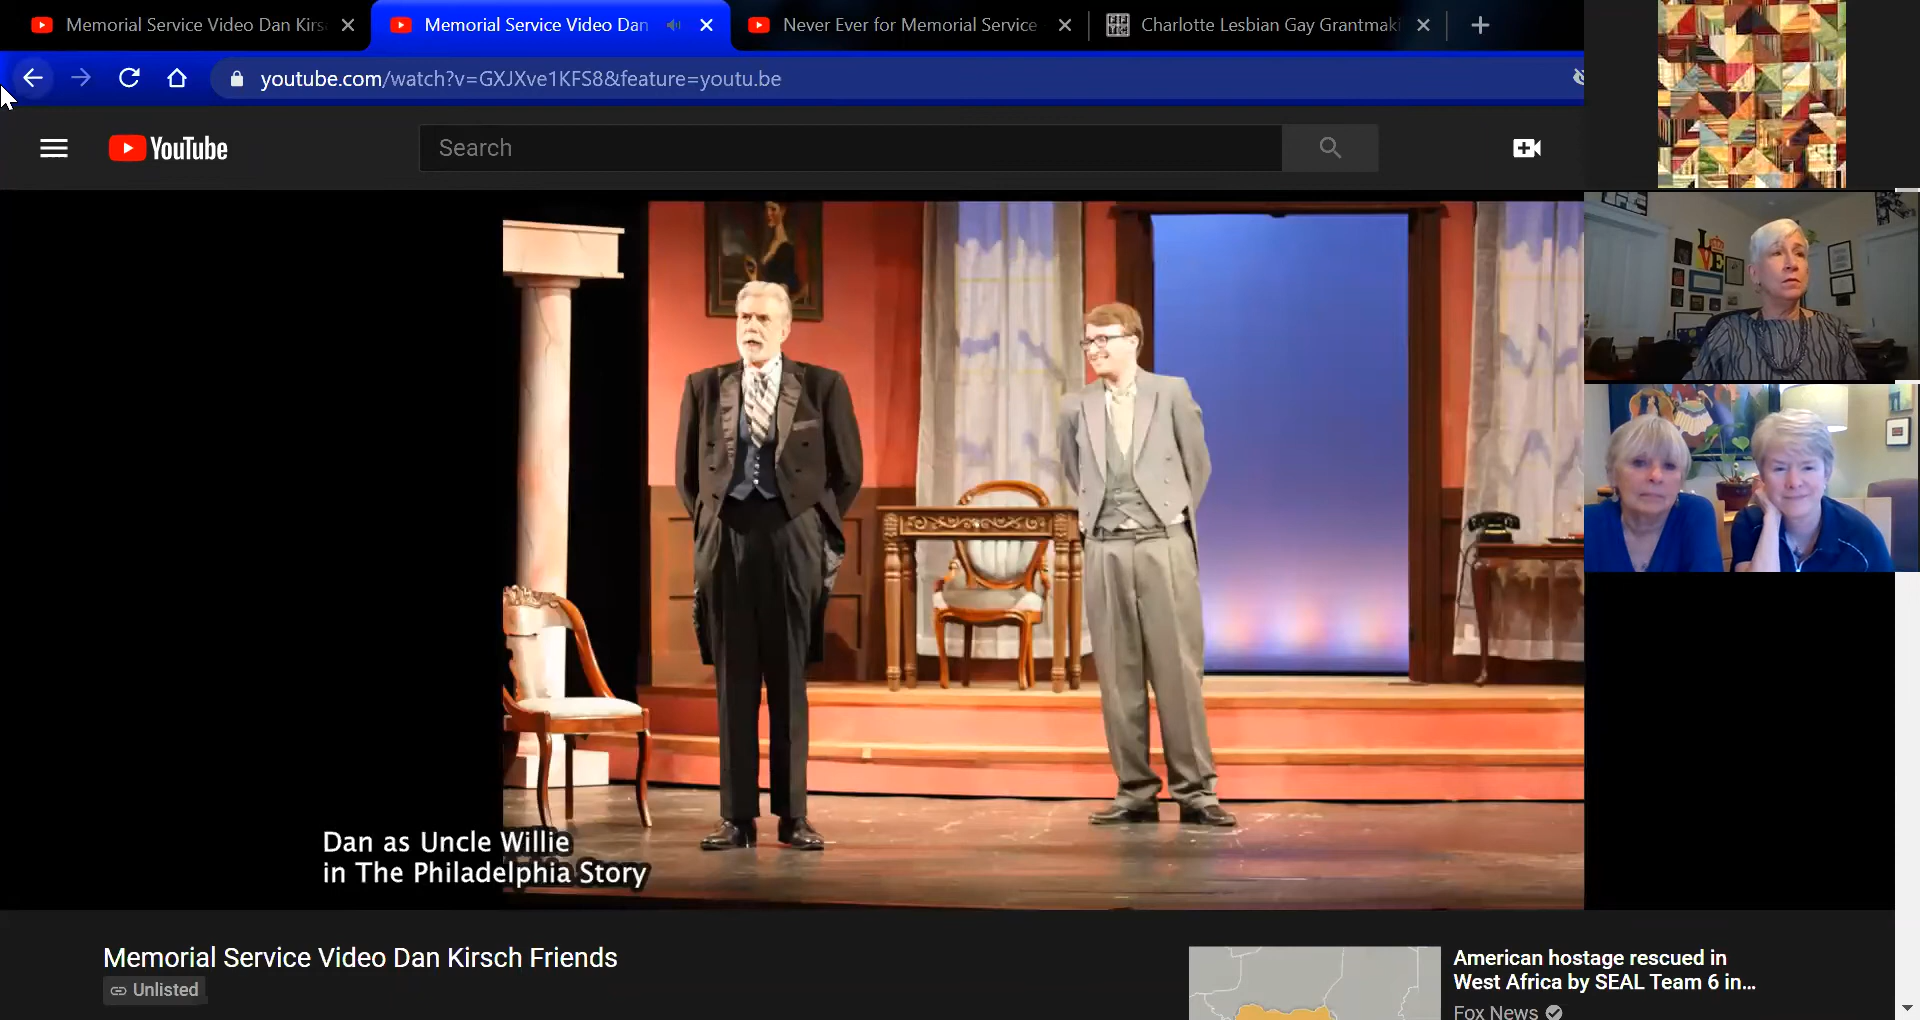 Memorial Service Video Dan Kirs
Memorial Service Video Dan
Never Ever for Memorial Service
Charlotte Lesbian Gay Grantmaki
youtube.com/watch?v=GXJXve1KFS8&feature=youtu.be
YouTube
Search
LOVE
Dan as Uncle Willie
in The Philadelphia Story
Memorial Service Video Dan Kirsch Friends
Unlisted
American hostage rescued in
West Africa by SEAL Team 6 in...
Fox News